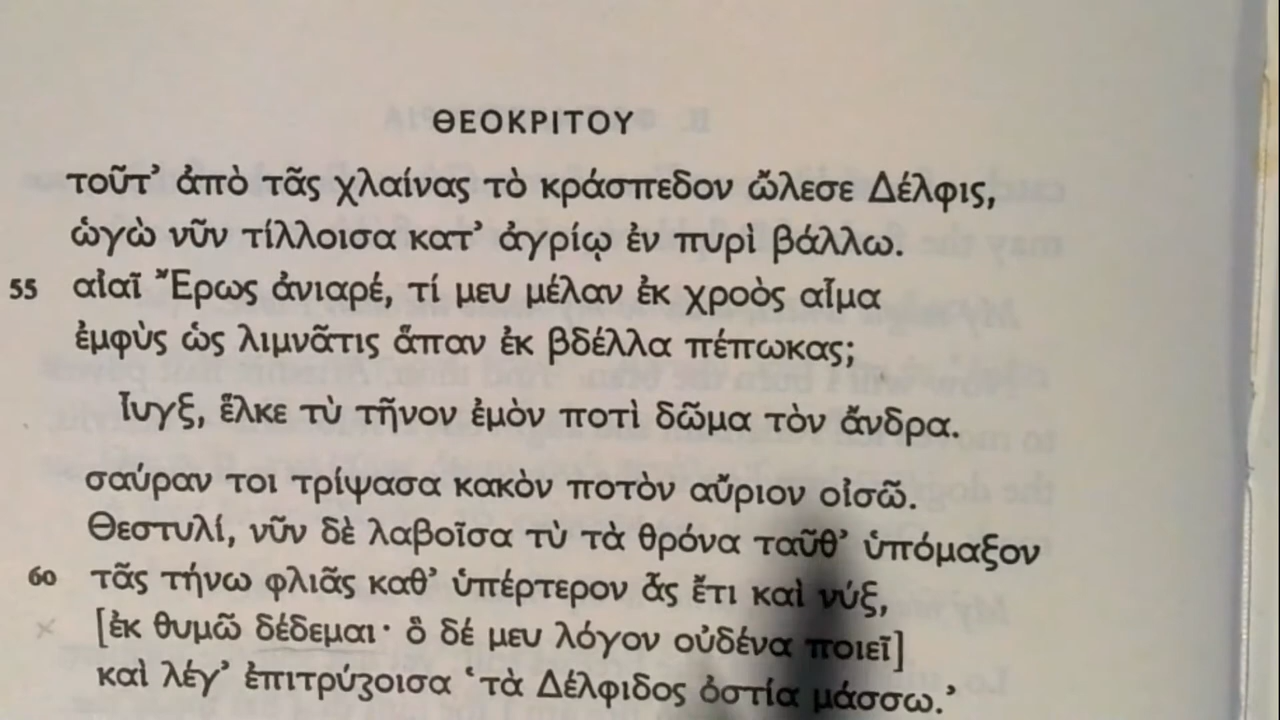 ΘΕΟΚΡΙΤΟΥ
τοῦτ’ ἀπὸ τᾶς χλαίνας τὸ κράσπεδον ὤλεσε Δέλφις,
ὡγὼ νῦν τίλλοισα κατ’ ἀγρίῳ ἐν πυρὶ βάλλω.
55 αἰαῖ Ἔρως ἀνιαρέ, τί μευ μέλαν ἐκ χροὸς αἷμα
ἐμφὺς ὡς λιμνᾶτις ἅπαν ἐκ βδέλλα πέπωκας;
Ἶυγξ, ἕλκε τὺ τῆνον ἐμὸν ποτὶ δῶμα τὸν ἄνδρα.
σαύραν τοι τρίψασα κακὸν ποτὸν αὔριον οἰσῶ.
Θεστυλί, νῦν δὲ λαβοῖσα τὺ τὰ θρόνα ταῦθ’ ὑπόμαξον
60 τᾶς τήνω φλιᾶς καθ’ ὑπέρτερον ἇς ἔτι καὶ νύξ,
[ἐκ θυμῶ δέδεμαι· ὃ δέ μευ λόγον οὐδένα ποιεῖ]
καὶ λέγ’ ἐπιτρύζοισα ‘τὰ Δέλφιδος ὀστία μάσσω.’